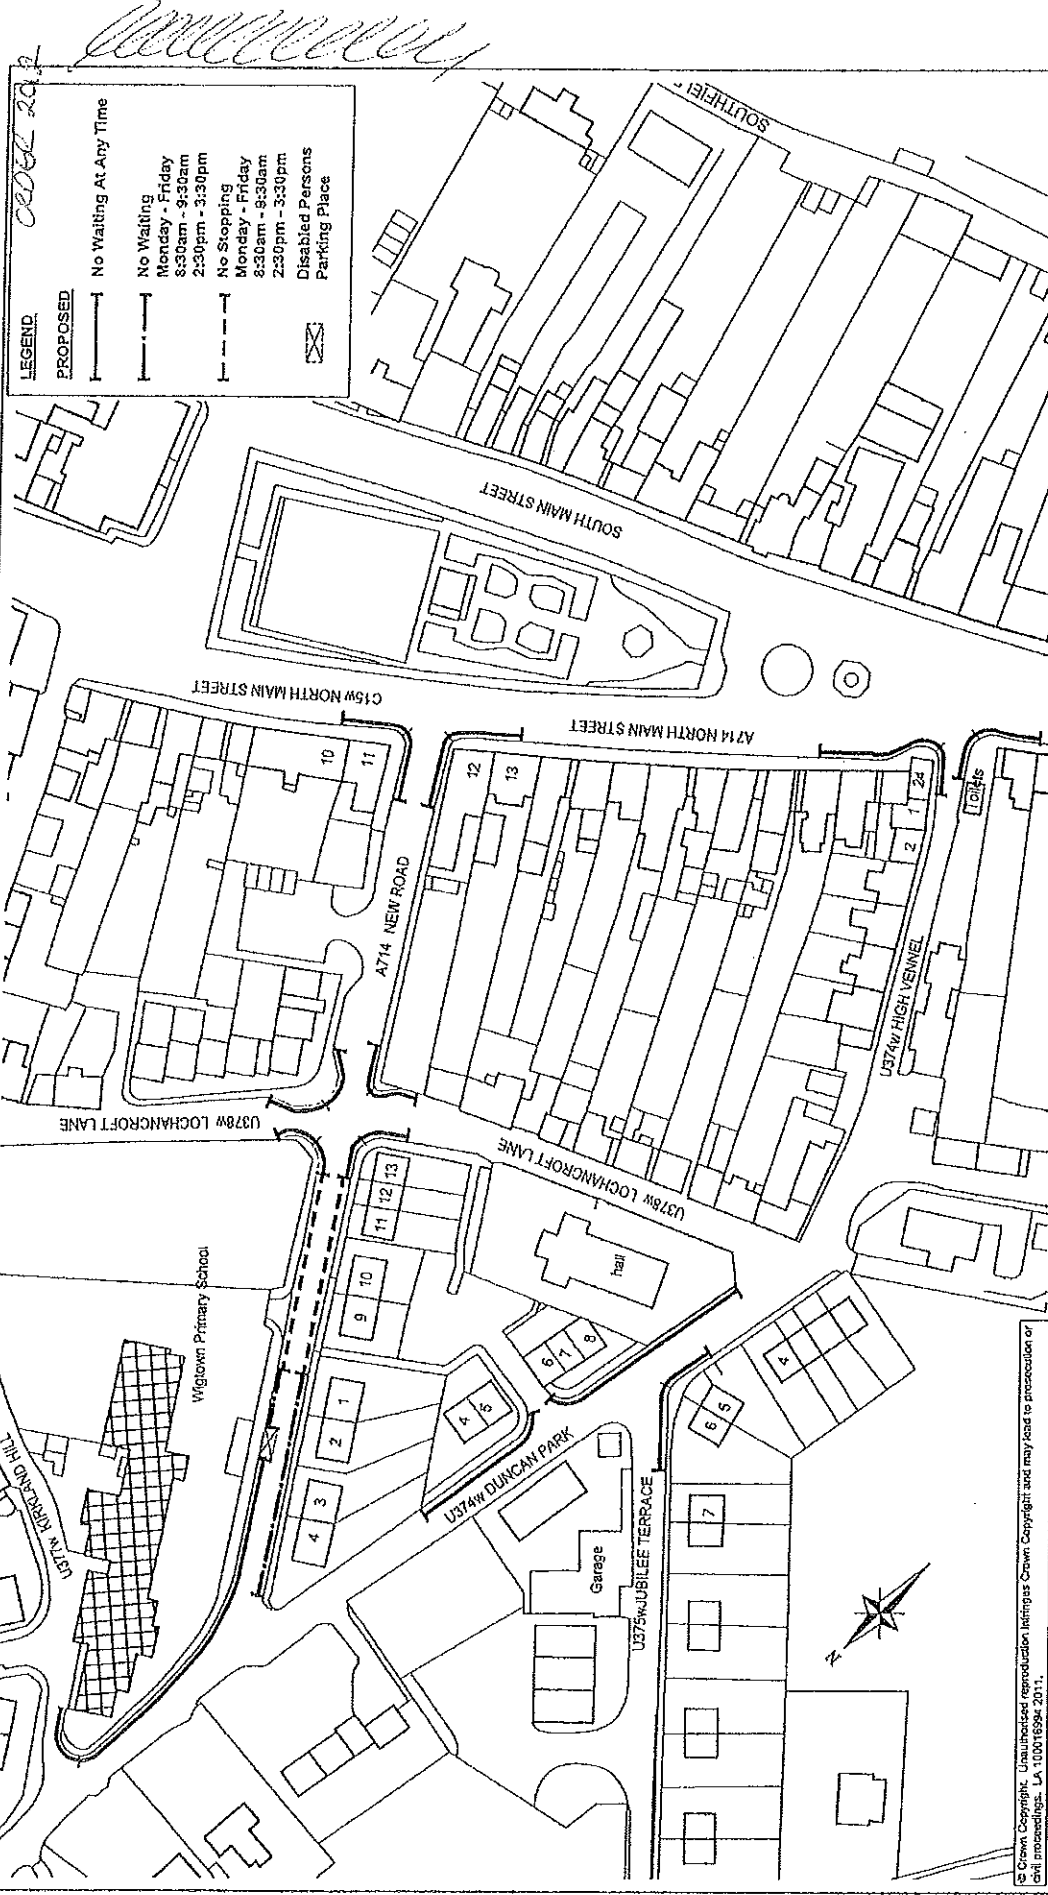 ORDER 2012
LEGEND
PROPOSED
No Waiting At Any Time
No Waiting
Monday - Friday
8:30am - 9:30am
2:30pm - 3:30pm
No Stopping
Monday - Friday
8:30am - 9:30am
2:30pm - 3:30pm
Disabled Persons
Parking Place
SOUTHFIEL
SOUTH MAIN STREET
C15w NORTH MAIN STREET
A714 NORTH MAIN STREET
10
11
12
13
24
1
2
Toilets
A714 NEW ROAD
U374w HIGH VENNEL
U378w LOCHANCROFT LANE
U378w LOCHANCROFT LANE
11
12
13
9
10
hall
Wigtown Primary School
U377w KIRKLAND HILL
1
2
3
4
4
5
6
7
8
U374w DUNCAN PARK
Garage
U375w JUBILEE TERRACE
4
5
6
7
N
© Crown Copyright. Unauthorised reproduction infringes Crown Copyright and may lead to prosecution or
civil proceedings. LA 100016994 2011.